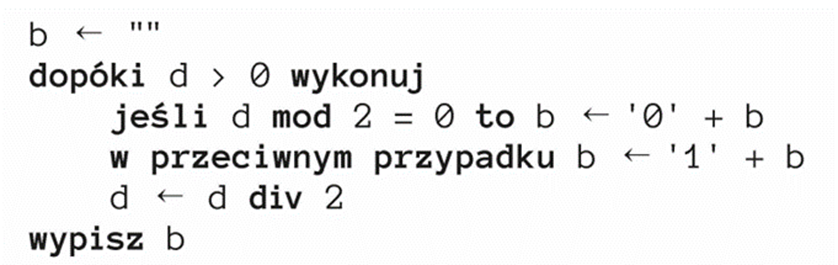 b ← ""
dopóki d > 0 wykonuj
jeśli d mod 2 = 0 to b ← '0' + b
w przeciwnym przypadku b ← '1' + b
d ← d div 2
wypisz b